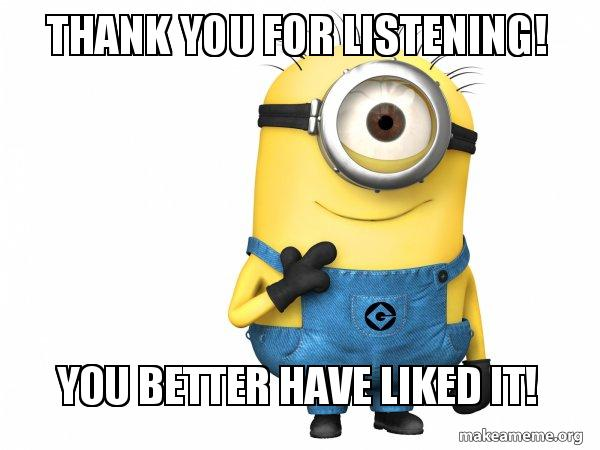 THANK YOU FOR LISTENING!
YOU BETTER HAVE LIKED IT!
makeameme.org